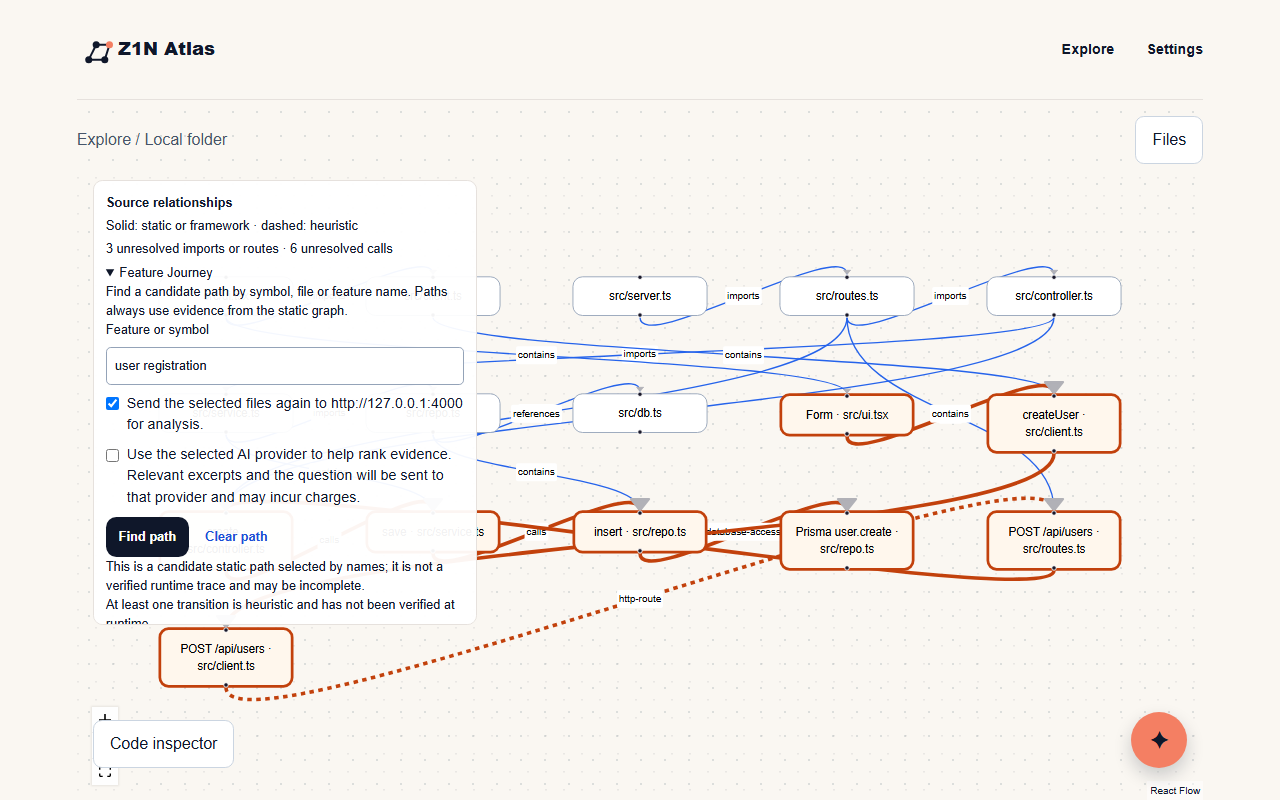 Z1N Atlas
Explore
Settings
Explore / Local folder
Files
Source relationships
Solid: static or framework · dashed: heuristic
3 unresolved imports or routes · 6 unresolved calls
▼ Feature Journey
Find a candidate path by symbol, file or feature name. Paths
always use evidence from the static graph.
Feature or symbol
user registration
Send the selected files again to http://127.0.0.1:4000
for analysis.
Use the selected AI provider to help rank evidence.
Relevant excerpts and the question will be sent to
that provider and may incur charges.
Find path
Clear path
This is a candidate static path selected by names; it is not a
verified runtime trace and may be incomplete.
At least one transition is heuristic and has not been verified at
runtime.
src/server.ts
imports
src/routes.ts
imports
src/controller.ts
contains
imports
contains
references
src/db.ts
Form · src/ui.tsx
contains
createUser ·
src/client.ts
contains
save · src/service.ts
calls
insert · src/repo.ts
database-access
Prisma user.create ·
src/repo.ts
POST /api/users ·
src/routes.ts
src/controller.ts
calls
http-route
POST /api/users ·
src/client.ts
Code inspector
React Flow